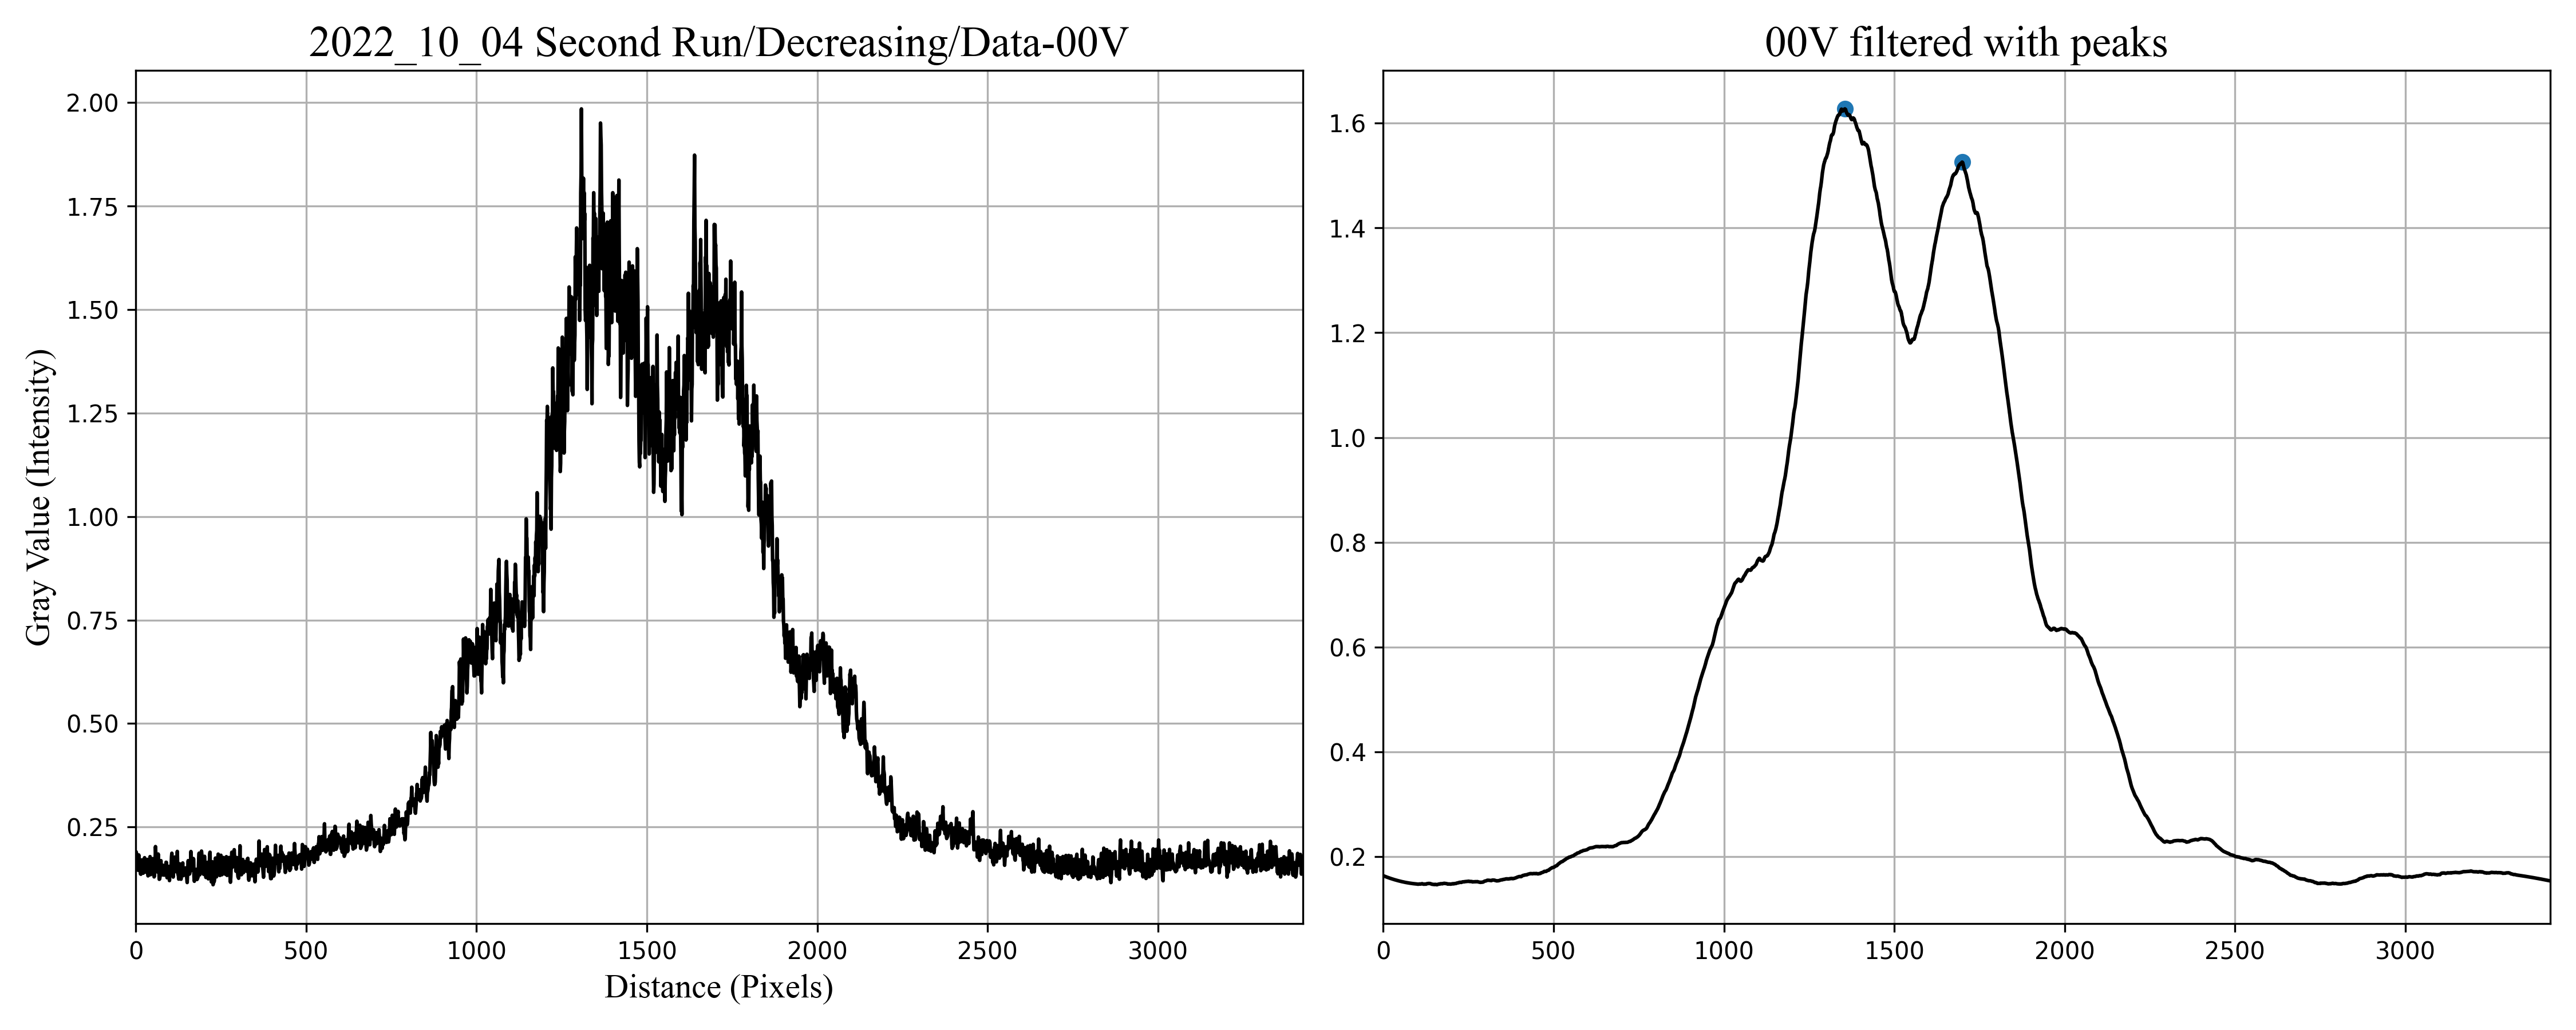 2022_10_04 Second Run/Decreasing/Data-00V
2.00
1.75
1.50
1.25
1.00
0.75
0.50
0.25
Gray Value (Intensity)
0 500 1000 1500 2000 2500 3000
Distance (Pixels)
00V filtered with peaks
1.6
1.4
1.2
1.0
0.8
0.6
0.4
0.2
0 500 1000 1500 2000 2500 3000